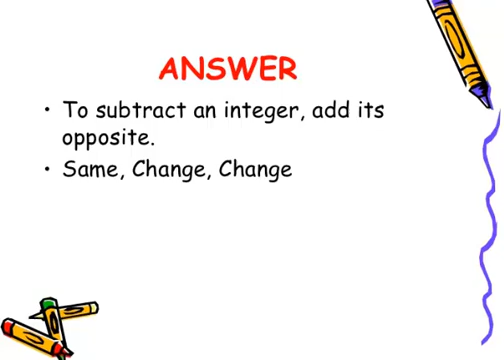 ANSWER
• To subtract an integer, add its
opposite.
• Same, Change, Change